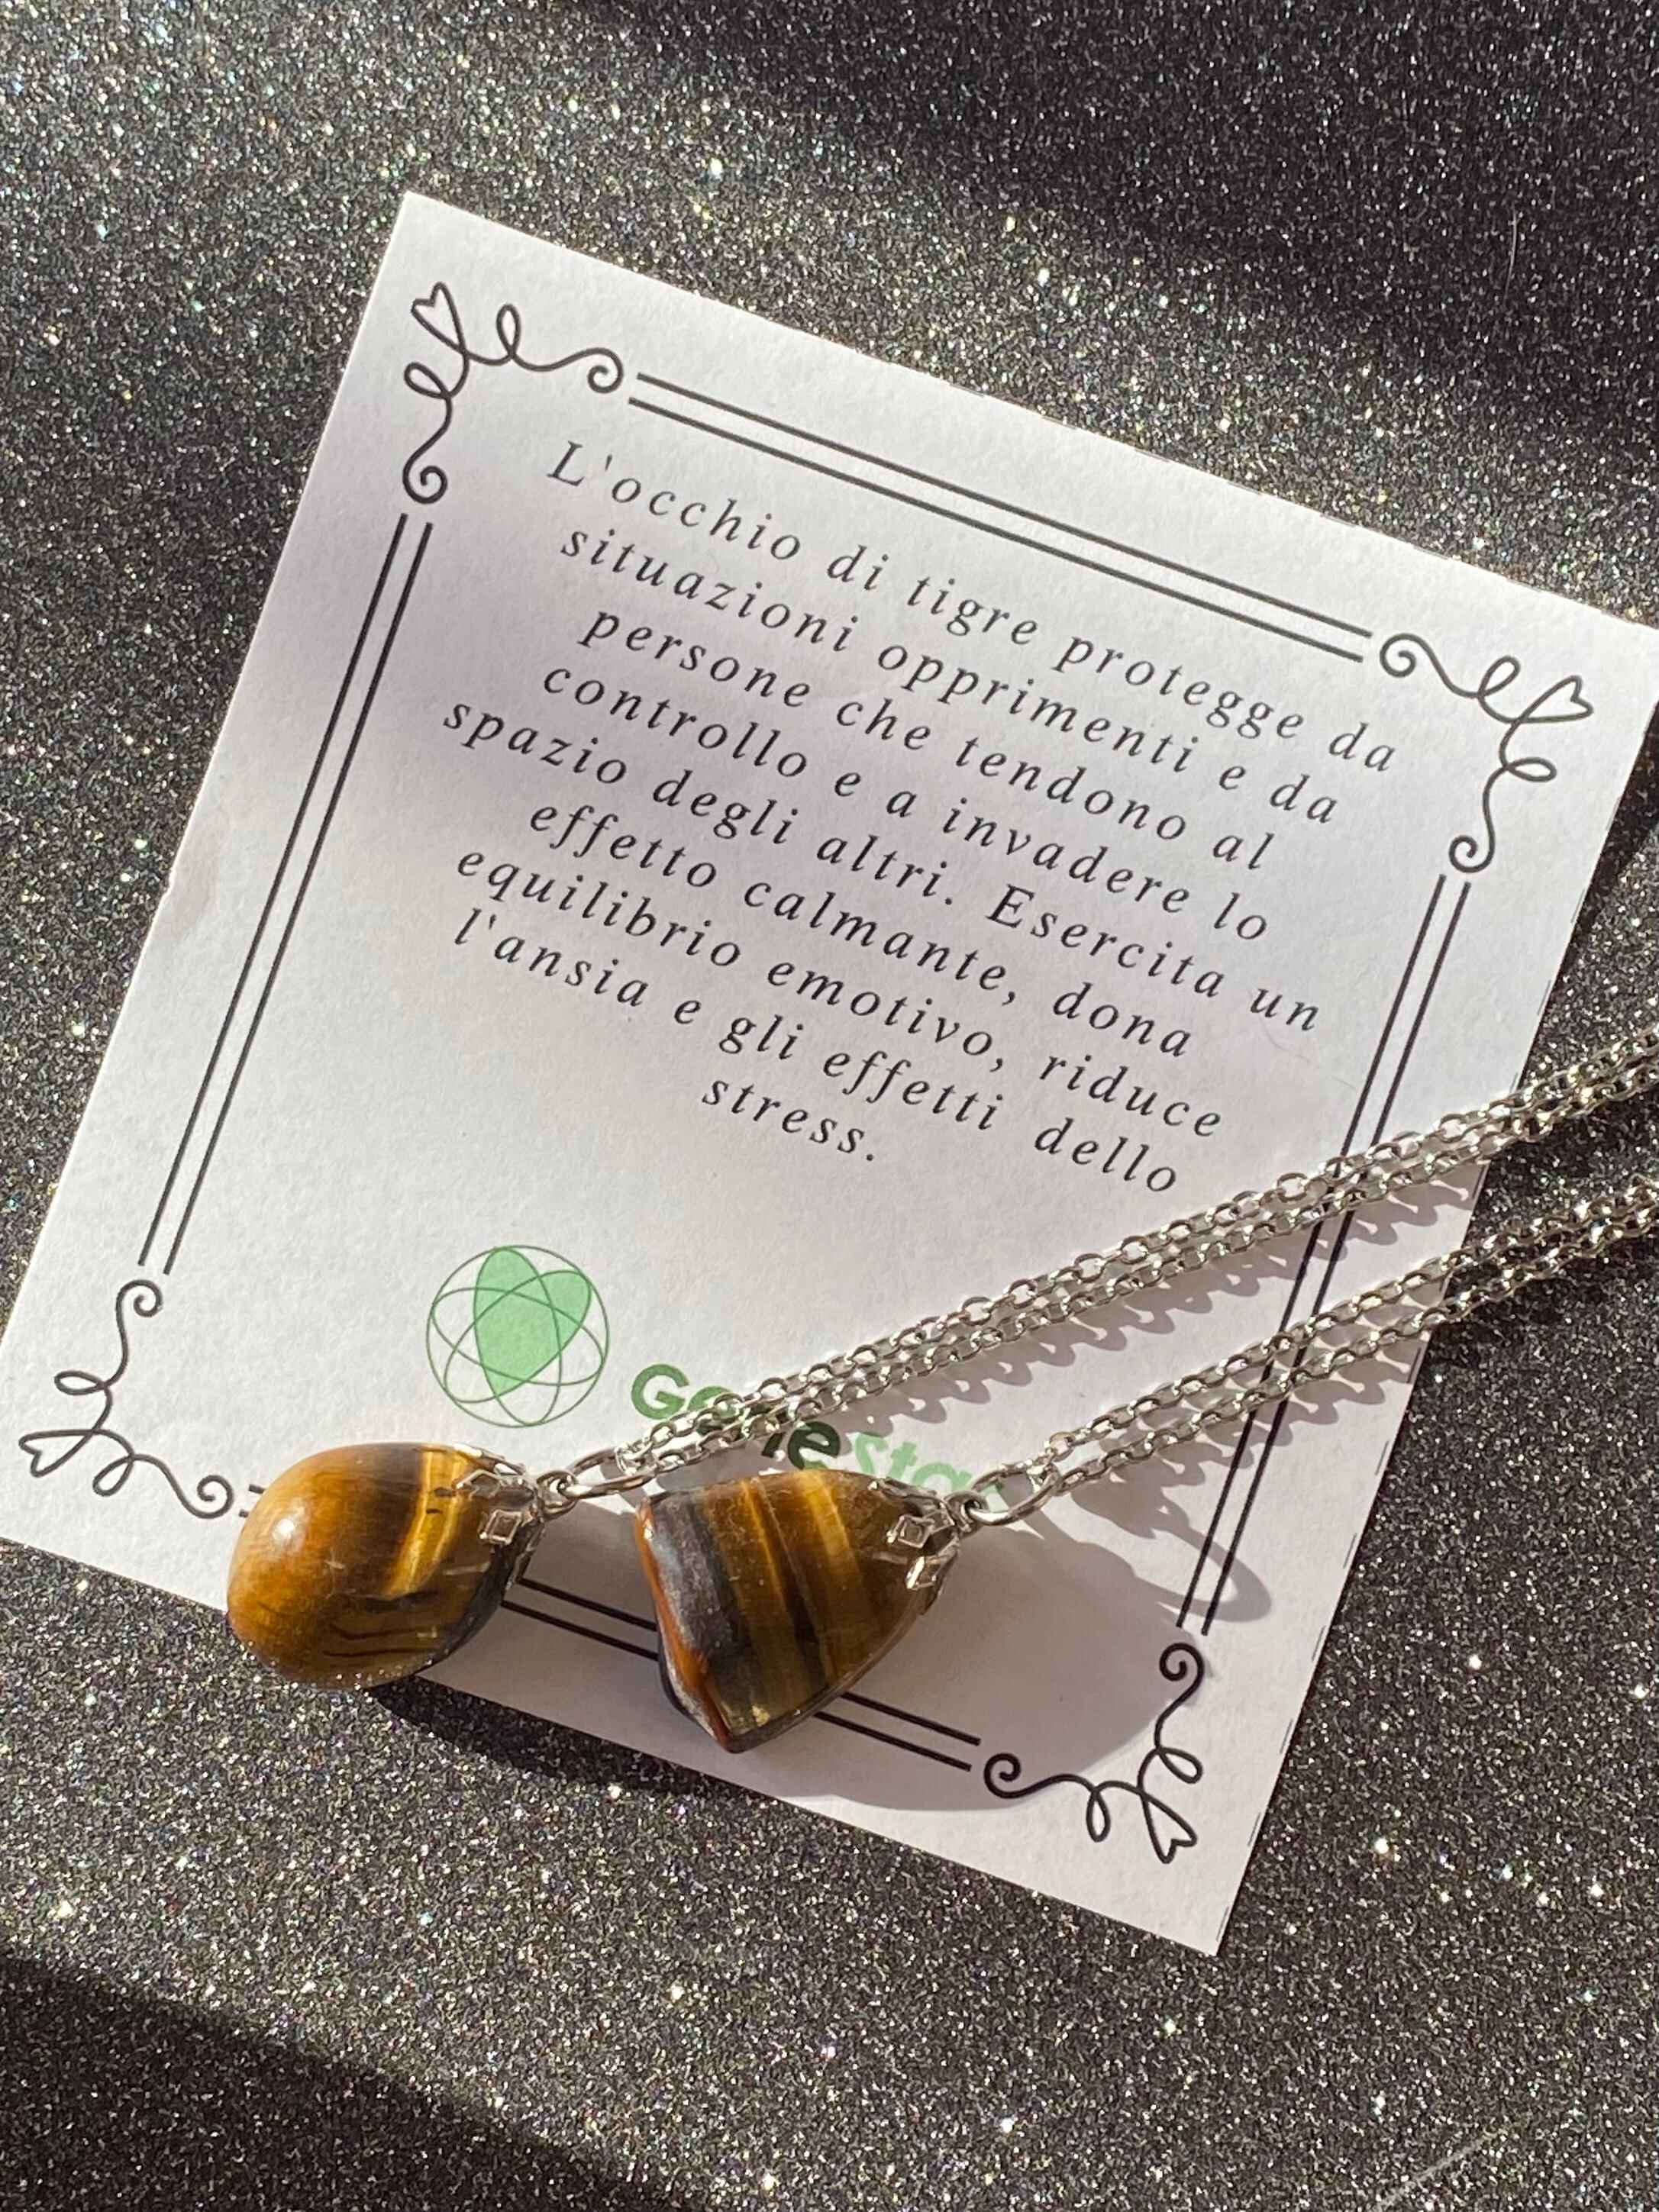 L'occhio di tigre protegge da
situazioni opprimenti e da
persone che tendono al
controllo e a invadere lo
spazio degli altri. Esercita un
effetto calmante, dona
equilibrio emotivo, riduce
l'ansia e gli effetti dello
stress.